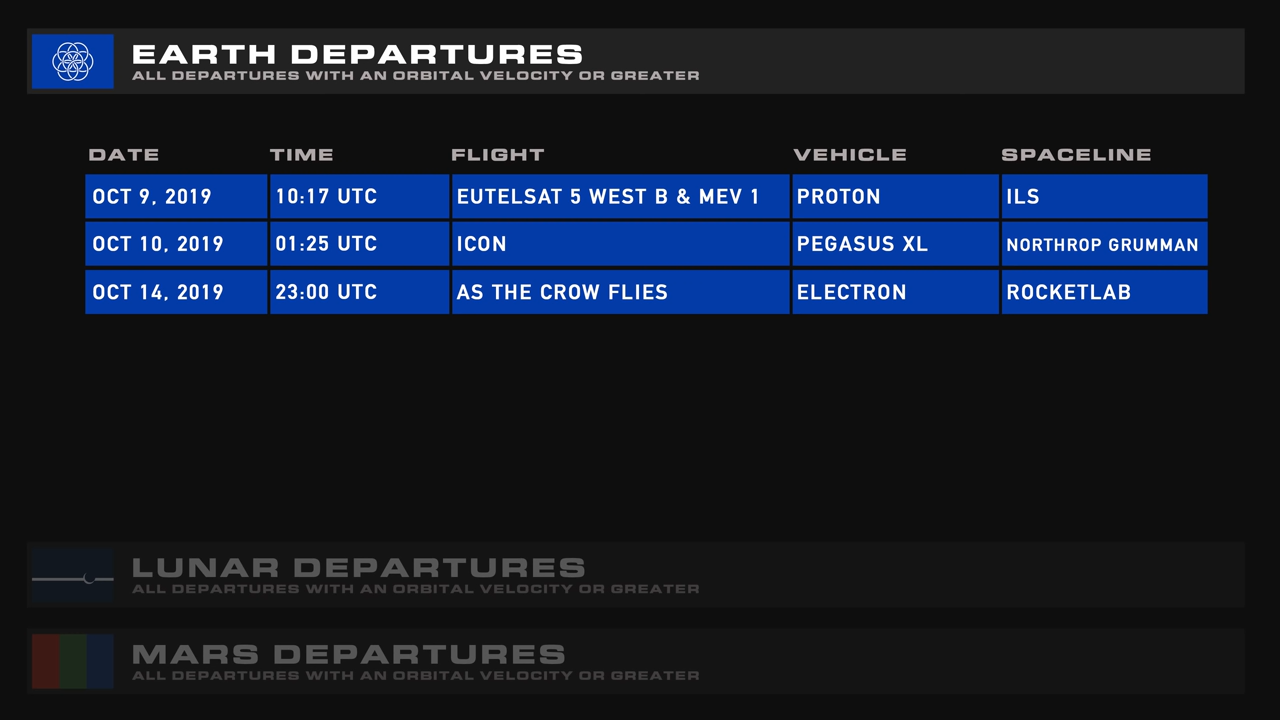 EARTH DEPARTURES
ALL DEPARTURES WITH AN ORBITAL VELOCITY OR GREATER
DATE TIME FLIGHT VEHICLE SPACELINE
OCT 9, 2019 10:17 UTC EUTELSAT 5 WEST B & MEV 1 PROTON ILS
OCT 10, 2019 01:25 UTC ICON PEGASUS XL NORTHROP GRUMMAN
OCT 14, 2019 23:00 UTC AS THE CROW FLIES ELECTRON ROCKETLAB
LUNAR DEPARTURES
ALL DEPARTURES WITH AN ORBITAL VELOCITY OR GREATER
MARS DEPARTURES
ALL DEPARTURES WITH AN ORBITAL VELOCITY OR GREATER